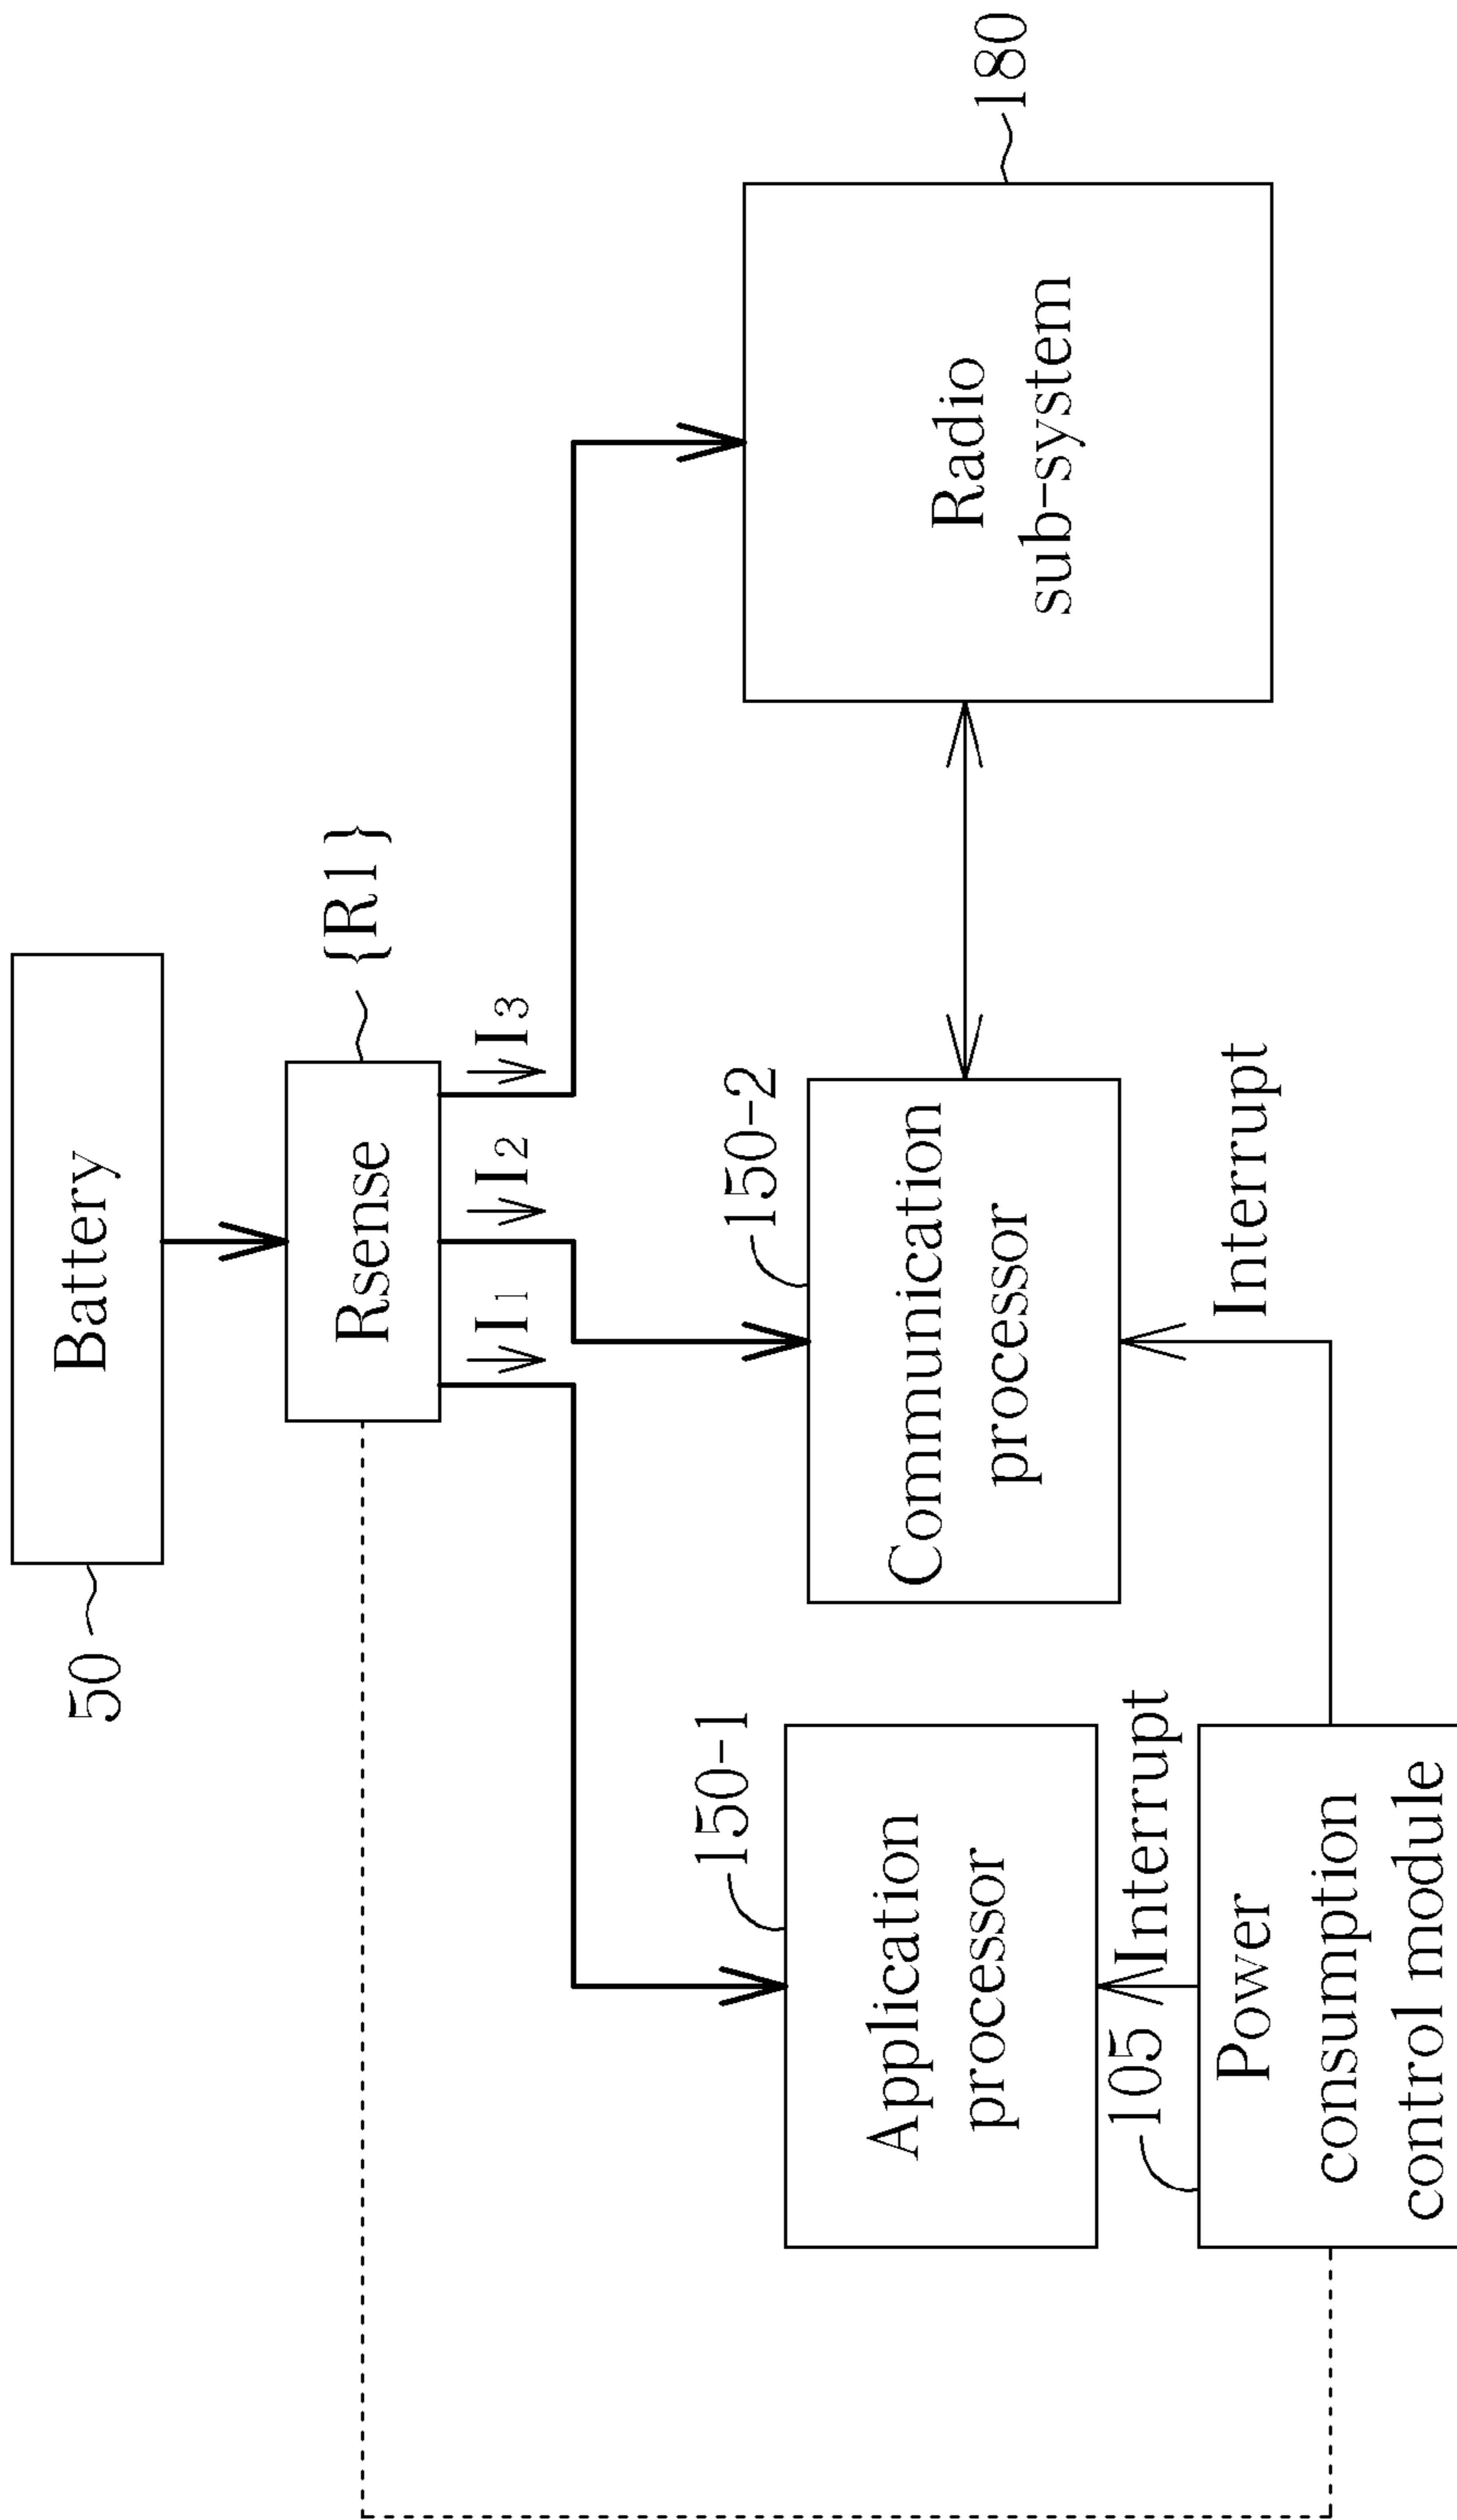 50
Battery
Rsense
{R1}
I1
I2
I3
150-1
Application
processor
150-2
Communication
processor
Radio
sub-system
180
105
Interrupt
Interrupt
Power
consumption
control module